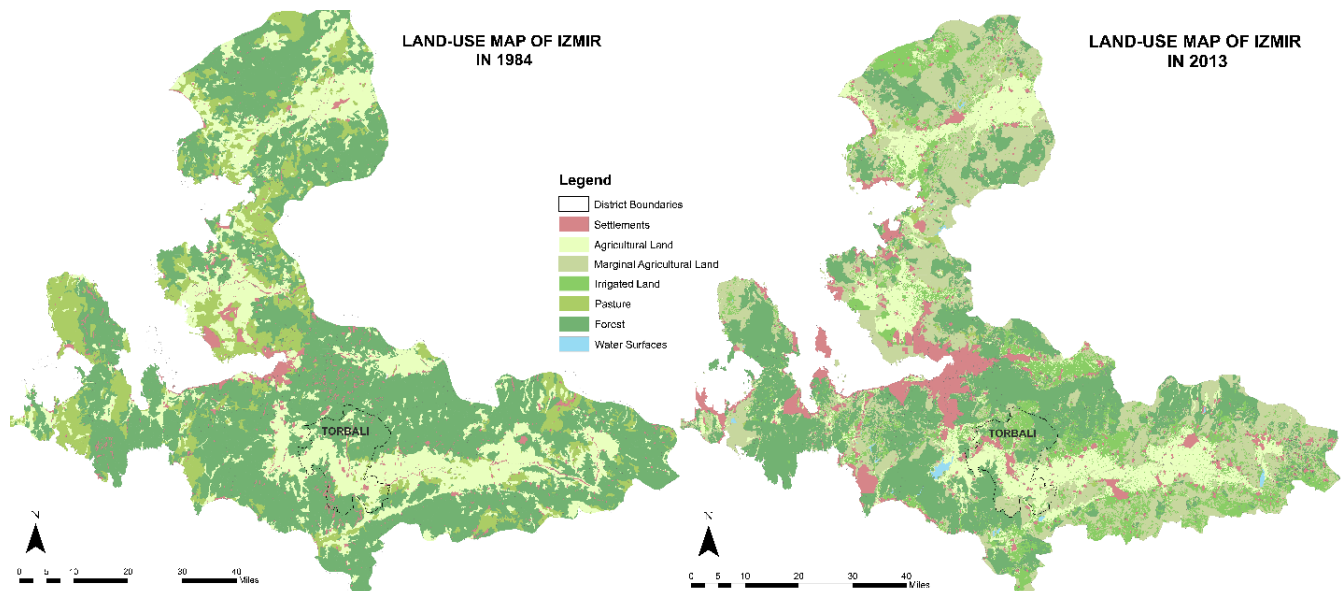 LAND-USE MAP OF IZMIR
IN 1984
TORBALI
N
0 5 10 20 30 40
Miles
Legend
District Boundaries
Settlements
Agricultural Land
Marginal Agricultural Land
Irrigated Land
Pasture
Forest
Water Surfaces
LAND-USE MAP OF IZMIR
IN 2013
TORBALI
N
0 5 10 20 30 40
Miles